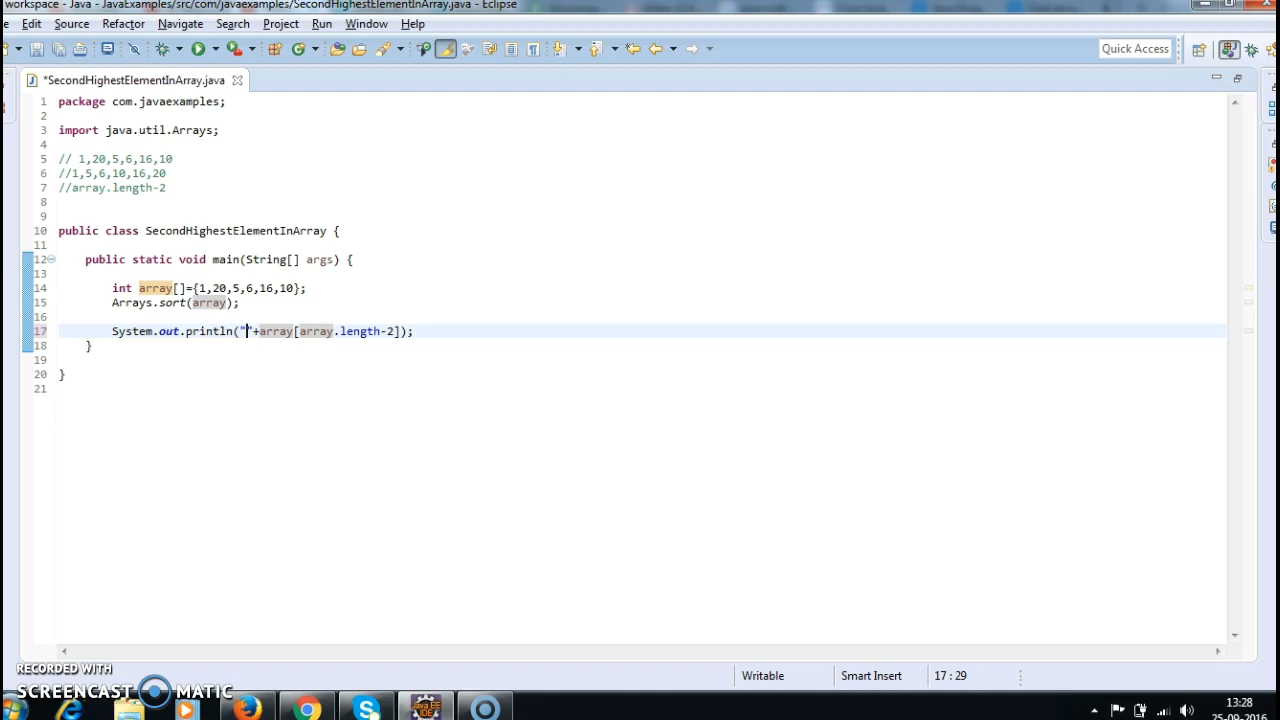 workspace - Java - JavaExamples/src/com/javaexamples/SecondHighestElementInArray.java - Eclipse
Edit Source Refactor Navigate Search Project Run Window Help
Quick Access
*SecondHighestElementInArray.java
1 package com.javaexamples;
2
3 import java.util.Arrays;
4
5 // 1,20,5,6,16,10
6 //1,5,6,10,16,20
7 //array.length-2
8
9
10 public class SecondHighestElementInArray {
11
12 public static void main(String[] args) {
13
14 int array[]={1,20,5,6,16,10};
15 Arrays.sort(array);
16
17 System.out.println(""+array[array.length-2]);
18 }
19
20 }
21
RECORDED WITH
SCREENCAST MATIC
Writable Smart Insert 17 : 29
Java EE
IDE
13:28
25-09-2016